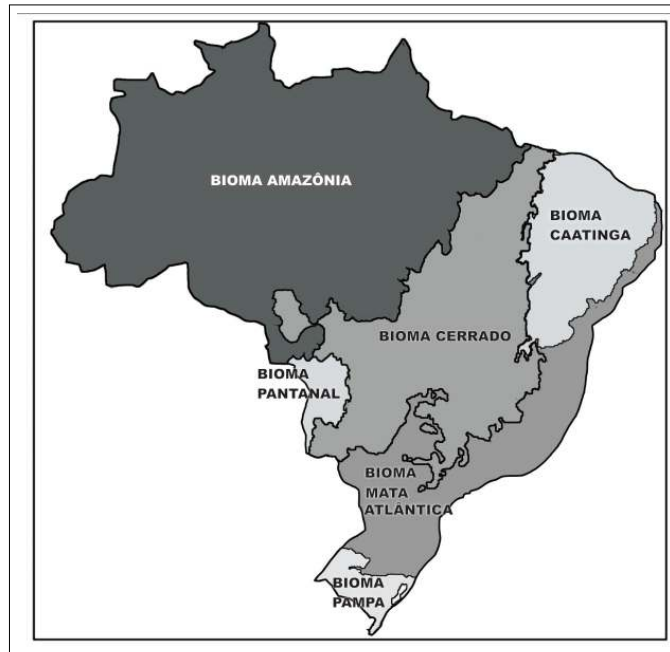 BIOMA AMAZÔNIA
BIOMA
CAATINGA
BIOMA CERRADO
BIOMA
PANTANAL
BIOMA
MATA
ATLÂNTICA
BIOMA
PAMPA